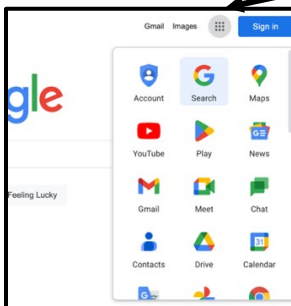 Gmail Images Sign in
gle
Account Search Maps
YouTube Play News
Feeling Lucky
Gmail Meet Chat
Contacts Drive Calendar
31